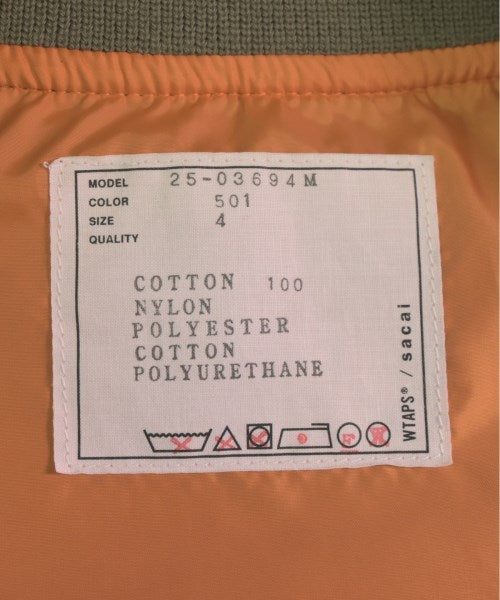 MODEL 25-03694M
COLOR 501
SIZE 4
QUALITY
COTTON 100
NYLON
POLYESTER
COTTON
POLYURETHANE
WTAPS® / sacai